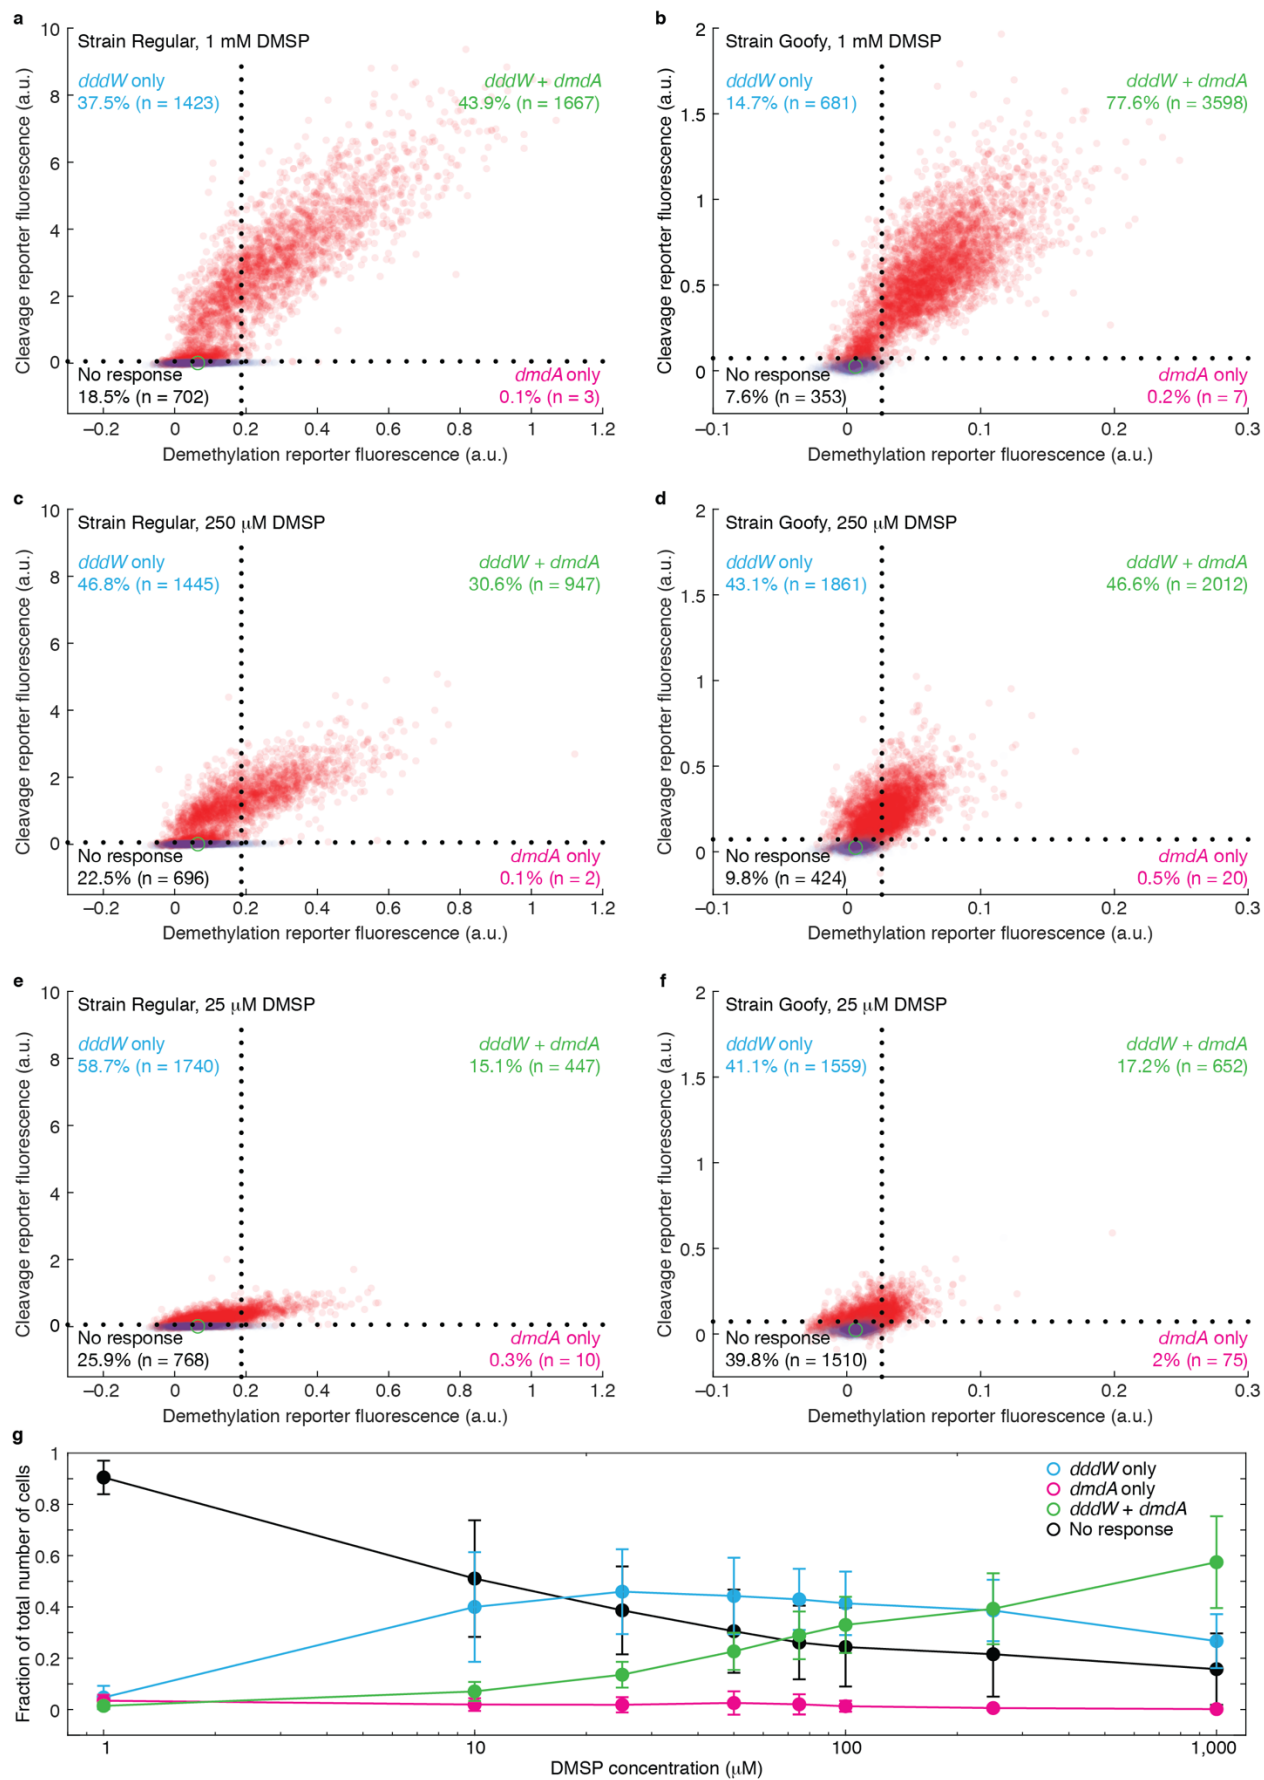 a
Strain Regular, 1 mM DMSP
dddW only
37.5% (n = 1423)
dddW + dmdA
43.9% (n = 1667)
No response
18.5% (n = 702)
dmdA only
0.1% (n = 3)
Cleavage reporter fluorescence (a.u.)
10
8
6
4
2
0
–0.2 0 0.2 0.4 0.6 0.8 1 1.2
Demethylation reporter fluorescence (a.u.)
b
Strain Goofy, 1 mM DMSP
dddW only
14.7% (n = 681)
dddW + dmdA
77.6% (n = 3598)
No response
7.6% (n = 353)
dmdA only
0.2% (n = 7)
Cleavage reporter fluorescence (a.u.)
2
1.5
1
0.5
0
–0.1 0 0.1 0.2 0.3
Demethylation reporter fluorescence (a.u.)
c
Strain Regular, 250 μM DMSP
dddW only
46.8% (n = 1445)
dddW + dmdA
30.6% (n = 947)
No response
22.5% (n = 696)
dmdA only
0.1% (n = 2)
Cleavage reporter fluorescence (a.u.)
10
8
6
4
2
0
–0.2 0 0.2 0.4 0.6 0.8 1 1.2
Demethylation reporter fluorescence (a.u.)
d
Strain Goofy, 250 μM DMSP
dddW only
43.1% (n = 1861)
dddW + dmdA
46.6% (n = 2012)
No response
9.8% (n = 424)
dmdA only
0.5% (n = 20)
Cleavage reporter fluorescence (a.u.)
2
1.5
1
0.5
0
–0.1 0 0.1 0.2 0.3
Demethylation reporter fluorescence (a.u.)
e
Strain Regular, 25 μM DMSP
dddW only
58.7% (n = 1740)
dddW + dmdA
15.1% (n = 447)
No response
25.9% (n = 768)
dmdA only
0.3% (n = 10)
Cleavage reporter fluorescence (a.u.)
10
8
6
4
2
0
–0.2 0 0.2 0.4 0.6 0.8 1 1.2
Demethylation reporter fluorescence (a.u.)
f
Strain Goofy, 25 μM DMSP
dddW only
41.1% (n = 1559)
dddW + dmdA
17.2% (n = 652)
No response
39.8% (n = 1510)
dmdA only
2% (n = 75)
Cleavage reporter fluorescence (a.u.)
2
1.5
1
0.5
0
–0.1 0 0.1 0.2 0.3
Demethylation reporter fluorescence (a.u.)
g
Fraction of total number of cells
1
0.8
0.6
0.4
0.2
0
dddW only
dmdA only
dddW + dmdA
No response
1 10 100 1,000
DMSP concentration (μM)